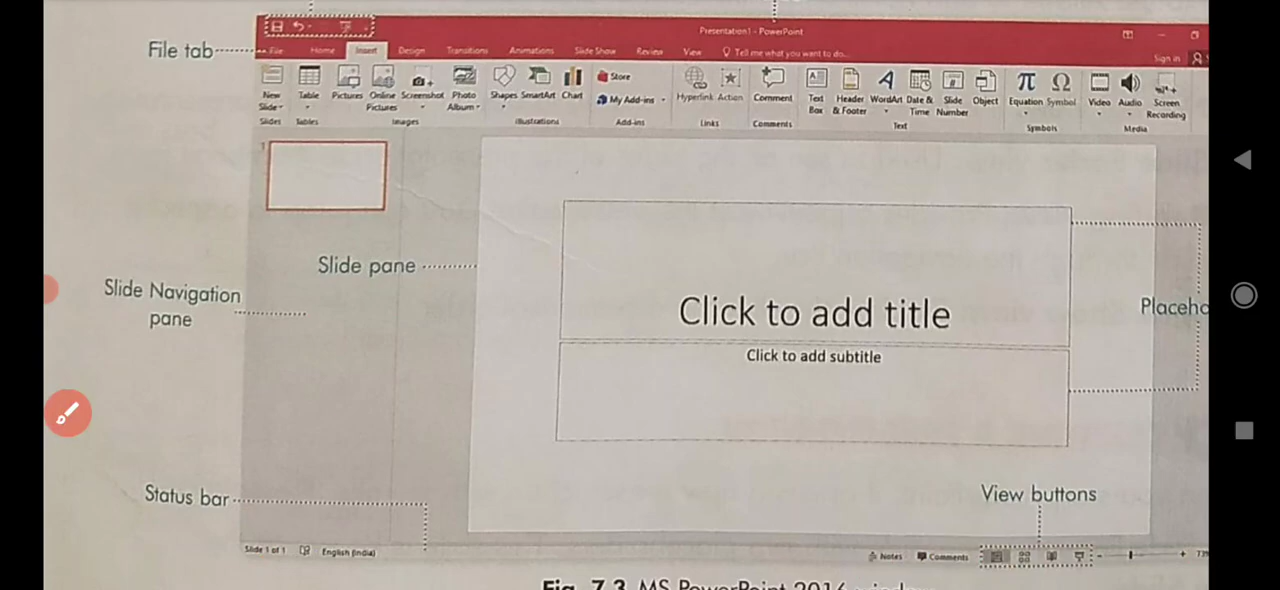 Presentation1 - PowerPoint
File tab
File Home Insert Design Transitions Animations Slide Show Review View Tell me what you want to do...
Sign in
New Slide
Table
Pictures
Online Pictures
Screenshot
Photo Album
Shapes
SmartArt
Chart
Store
My Add-ins
Hyperlink
Action
Comment
Text Box
Header & Footer
WordArt
Date & Time
Slide Number
Object
Equation
Symbol
Video
Audio
Screen Recording
Slides Tables Images Illustrations Add-ins Links Comments Text Symbols Media
1
Slide pane
Slide Navigation
pane
Click to add title
Placeho
Click to add subtitle
Status bar
View buttons
Slide 1 of 1 English (India) Notes Comments
Fig. 7.3 MS PowerPoint 2016